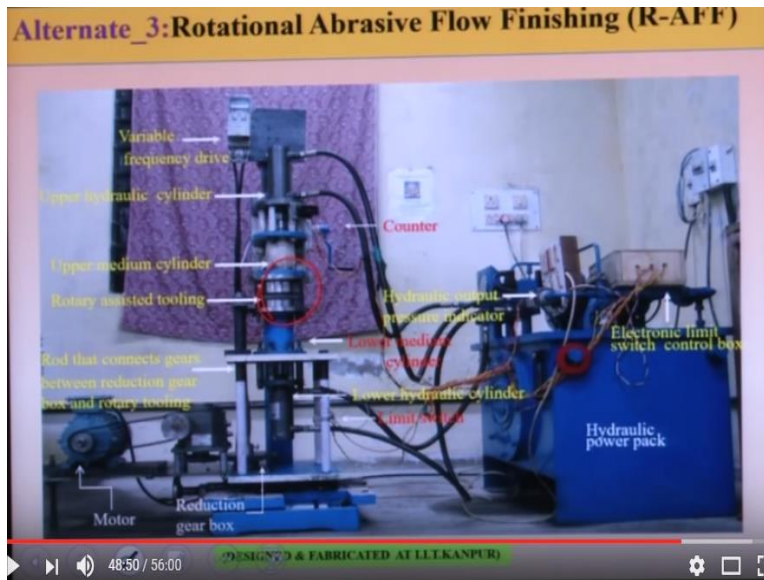 Alternate_3:Rotational Abrasive Flow Finishing (R-AFF)
Variable
frequency drive
Upper hydraulic cylinder
Counter
Upper medium cylinder
Rotary assisted tooling
Hydraulic output
pressure indicator
Electronic limit
switch control box
Lower medium
cylinder
Rod that connects gears
between reduction gear
box and rotary tooling
Lower hydraulic cylinder
Limit switch
Hydraulic
power pack
Motor
Reduction
gear box
48:50 / 56:00
(DESIGNED & FABRICATED AT I.I.T.KANPUR)